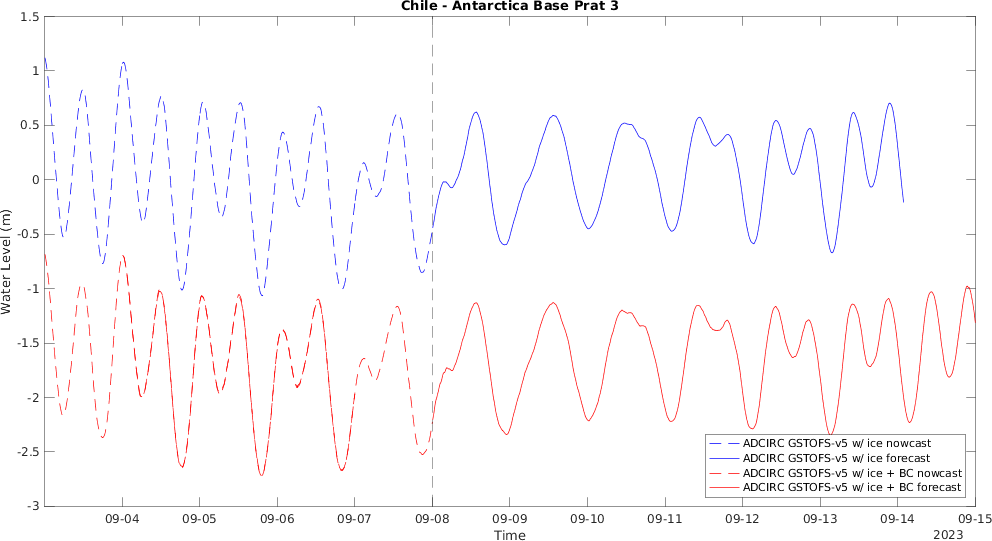 Chile - Antarctica Base Prat 3
1.5
1
0.5
0
-0.5
-1
-1.5
-2
-2.5
-3
Water Level (m)
ADCIRC GSTOFS-v5 w/ ice nowcast
ADCIRC GSTOFS-v5 w/ ice forecast
ADCIRC GSTOFS-v5 w/ ice + BC nowcast
ADCIRC GSTOFS-v5 w/ ice + BC forecast
09-04 09-05 09-06 09-07 09-08 09-09 09-10 09-11 09-12 09-13 09-14 09-15
Time
2023